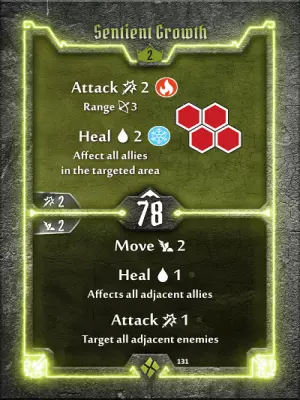 Sentient Growth
2
Attack 2
Range 3
Heal 2
Affect all allies
in the targeted area
2
78
2
Move 2
Heal 1
Affects all adjacent allies
Attack 1
Target all adjacent enemies
131